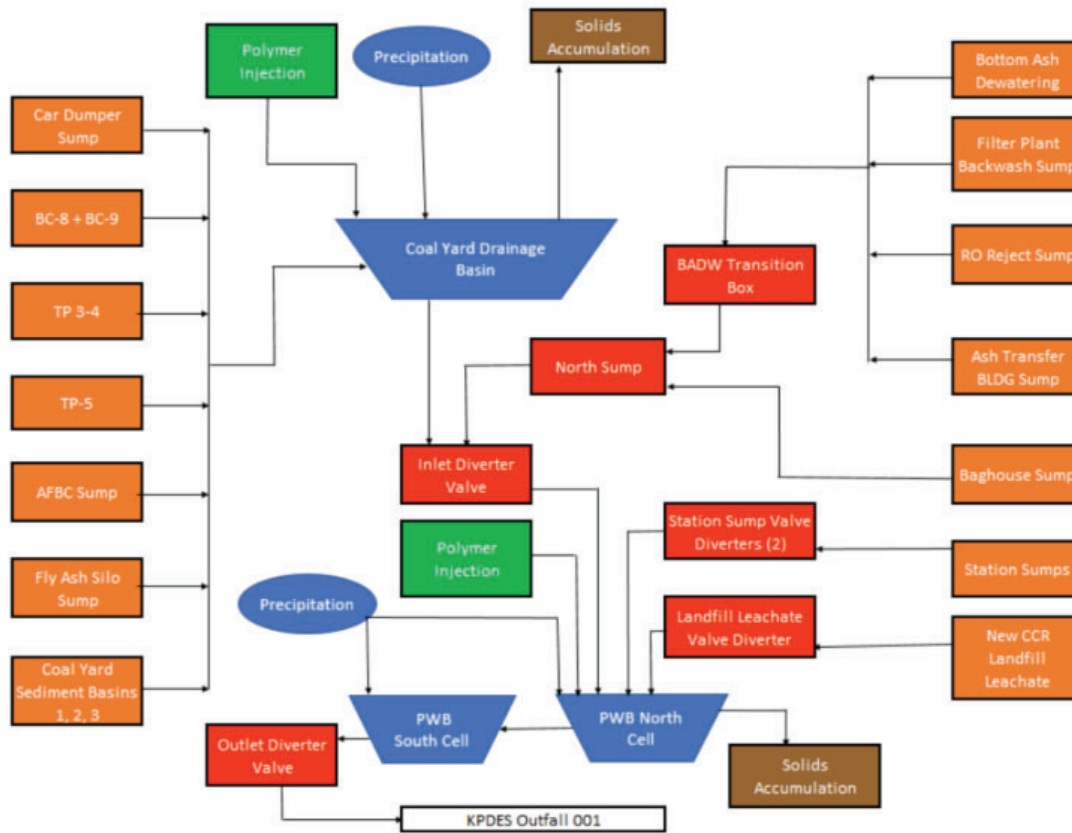 Polymer
Injection
Precipitation
Solids
Accumulation
Car Dumper
Sump
BC-8 + BC-9
TP 3-4
TP-5
AFBC Sump
Fly Ash Silo
Sump
Coal Yard
Sediment Basins
1, 2, 3
Coal Yard Drainage
Basin
Bottom Ash
Dewatering
Filter Plant
Backwash Sump
RO Reject Sump
Ash Transfer
BLDG Sump
BADW Transition
Box
North Sump
Baghouse Sump
Inlet Diverter
Valve
Polymer
Injection
Station Sump Valve
Diverters (2)
Station Sumps
Precipitation
Landfill Leachate
Valve Diverter
New CCR
Landfill
Leachate
PWB
South Cell
PWB North
Cell
Outlet Diverter
Valve
Solids
Accumulation
KPDES Outfall 001